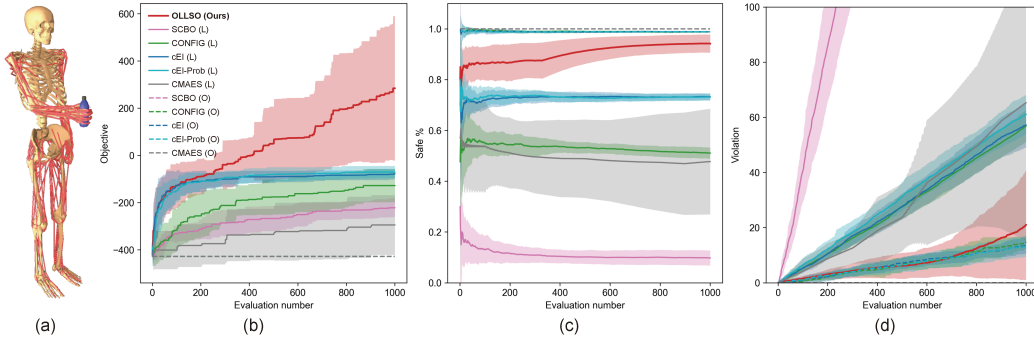 600
400
200
0
−200
−400
Objective
OLLSO (Ours)
SCBO (L)
CONFIG (L)
cEI (L)
cEI-Prob (L)
CMAES (L)
SCBO (O)
CONFIG (O)
cEI (O)
cEI-Prob (O)
CMAES (O)
0 200 400 600 800 1000
Evaluation number
1.0
0.8
0.6
0.4
0.2
0.0
Safe %
0 200 400 600 800 1000
Evaluation number
100
80
60
40
20
0
Violation
0 200 400 600 800 1000
Evaluation number
(a) (b) (c) (d)